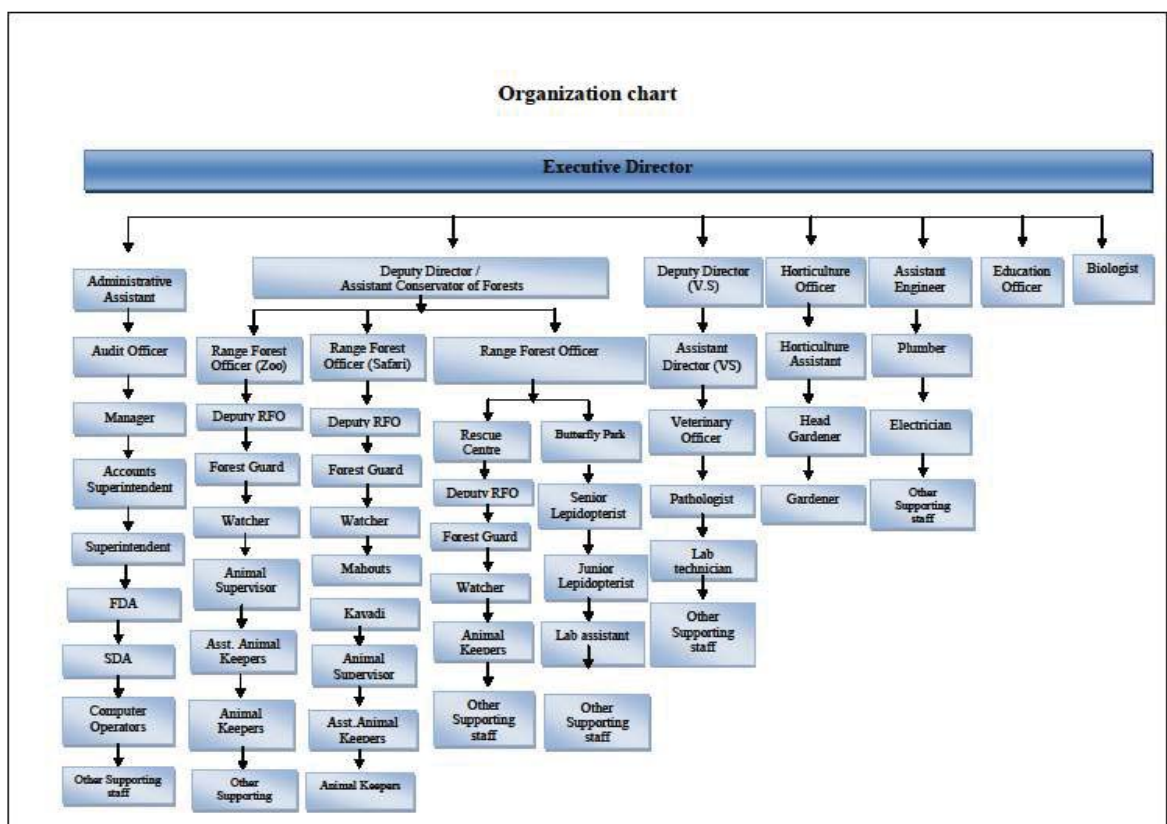 Organization chart
Executive Director
Administrative
Assistant
Deputy Director /
Assistant Conservator of Forests
Deputy Director
(V.S)
Horticulture
Officer
Assistant
Engineer
Education
Officer
Biologist
Audit Officer
Range Forest
Officer (Zoo)
Range Forest
Officer (Safari)
Range Forest Officer
Assistant
Director (VS)
Horticulture
Assistant
Plumber
Manager
Deputy RFO
Deputy RFO
Rescue
Centre
Butterfly Park
Veterinary
Officer
Head
Gardener
Electrician
Accounts
Superintendent
Forest Guard
Forest Guard
Deputy RFO
Senior
Lepidopterist
Pathologist
Gardener
Other
Supporting
staff
Superintendent
Watcher
Watcher
Forest Guard
Junior
Lepidopterist
Lab
technician
FDA
Animal
Supervisor
Mahouts
Watcher
Lab assistant
Other
Supporting
staff
SDA
Asst. Animal
Keepers
Kavadi
Animal
Keepers
Other
Supporting
staff
Computer
Operators
Animal
Keepers
Animal
Supervisor
Other
Supporting
staff
Other Supporting
staff
Other
Supporting
Asst.Animal
Keepers
Animal Keepers